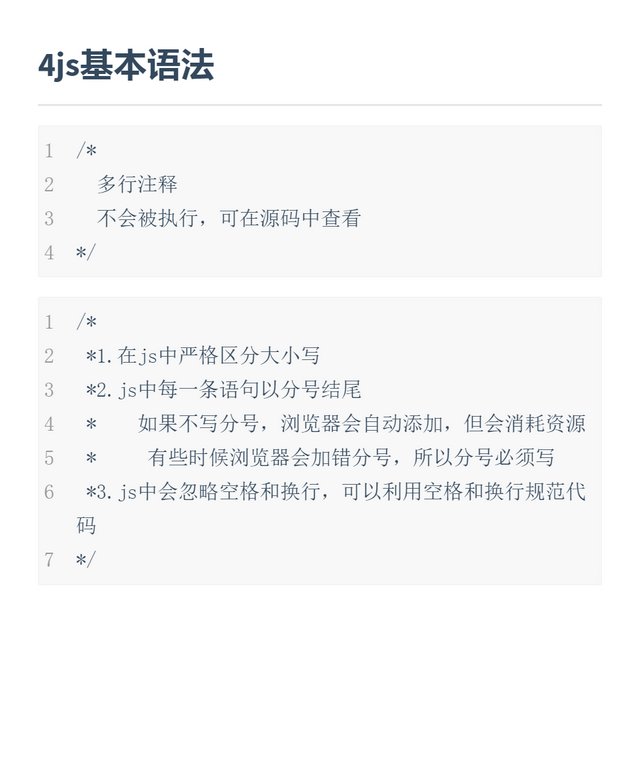 4js基本语法
1 /*
2   多行注释
3   不会被执行，可在源码中查看
4 */
1 /*
2  *1.在js中严格区分大小写
3  *2.js中每一条语句以分号结尾
4  *    如果不写分号，浏览器会自动添加，但会消耗资源
5  *     有些时候浏览器会加错分号，所以分号必须写
6  *3.js中会忽略空格和换行，可以利用空格和换行规范代
码
7 */